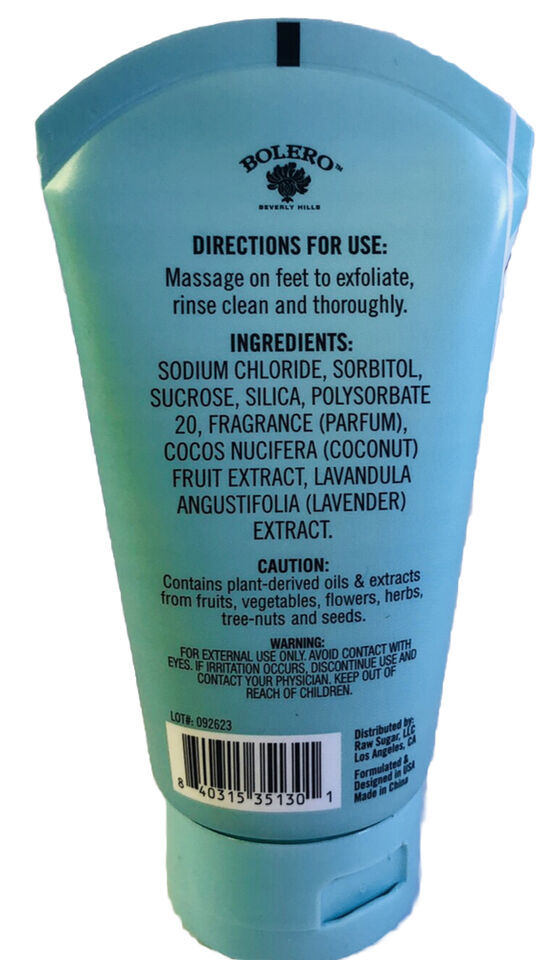 BOLERO™
BEVERLY HILLS
DIRECTIONS FOR USE:
Massage on feet to exfoliate,
rinse clean and thoroughly.
INGREDIENTS:
SODIUM CHLORIDE, SORBITOL,
SUCROSE, SILICA, POLYSORBATE
20, FRAGRANCE (PARFUM),
COCOS NUCIFERA (COCONUT)
FRUIT EXTRACT, LAVANDULA
ANGUSTIFOLIA (LAVENDER)
EXTRACT.
CAUTION:
Contains plant-derived oils & extracts
from fruits, vegetables, flowers, herbs,
tree-nuts and seeds.
WARNING:
FOR EXTERNAL USE ONLY. AVOID CONTACT WITH
EYES. IF IRRITATION OCCURS, DISCONTINUE USE AND
CONTACT YOUR PHYSICIAN. KEEP OUT OF
REACH OF CHILDREN.
LOT#: 092623
8 40315 35130 1
Distributed by:
Raw Sugar, LLC
Los Angeles, CA
Formulated &
Designed in USA
Made in China